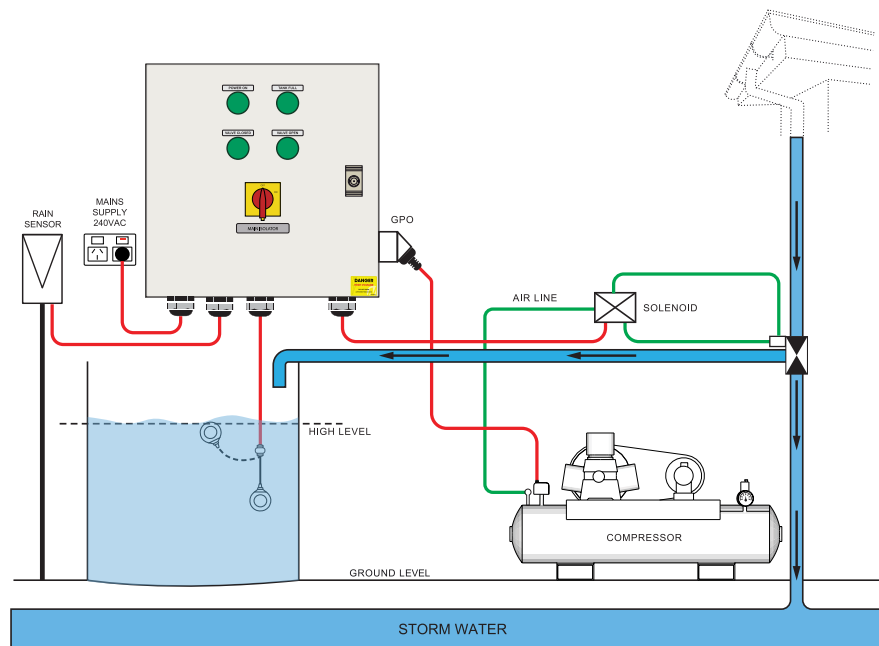 POWER ON
TANK FULL
VALVE CLOSED
VALVE OPEN
MAIN ISOLATOR
DANGER
RAIN
SENSOR
MAINS
SUPPLY
240VAC
GPO
AIR LINE
SOLENOID
HIGH LEVEL
COMPRESSOR
GROUND LEVEL
STORM WATER